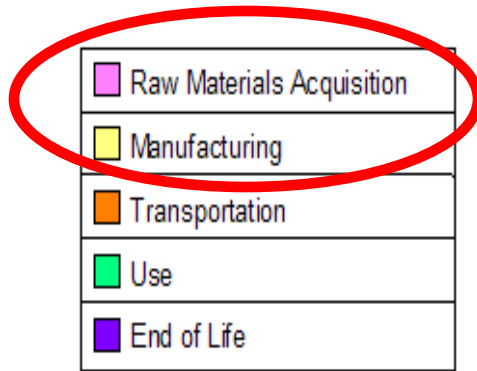 Raw Materials Acquisition
Manufacturing
Transportation
Use
End of Life